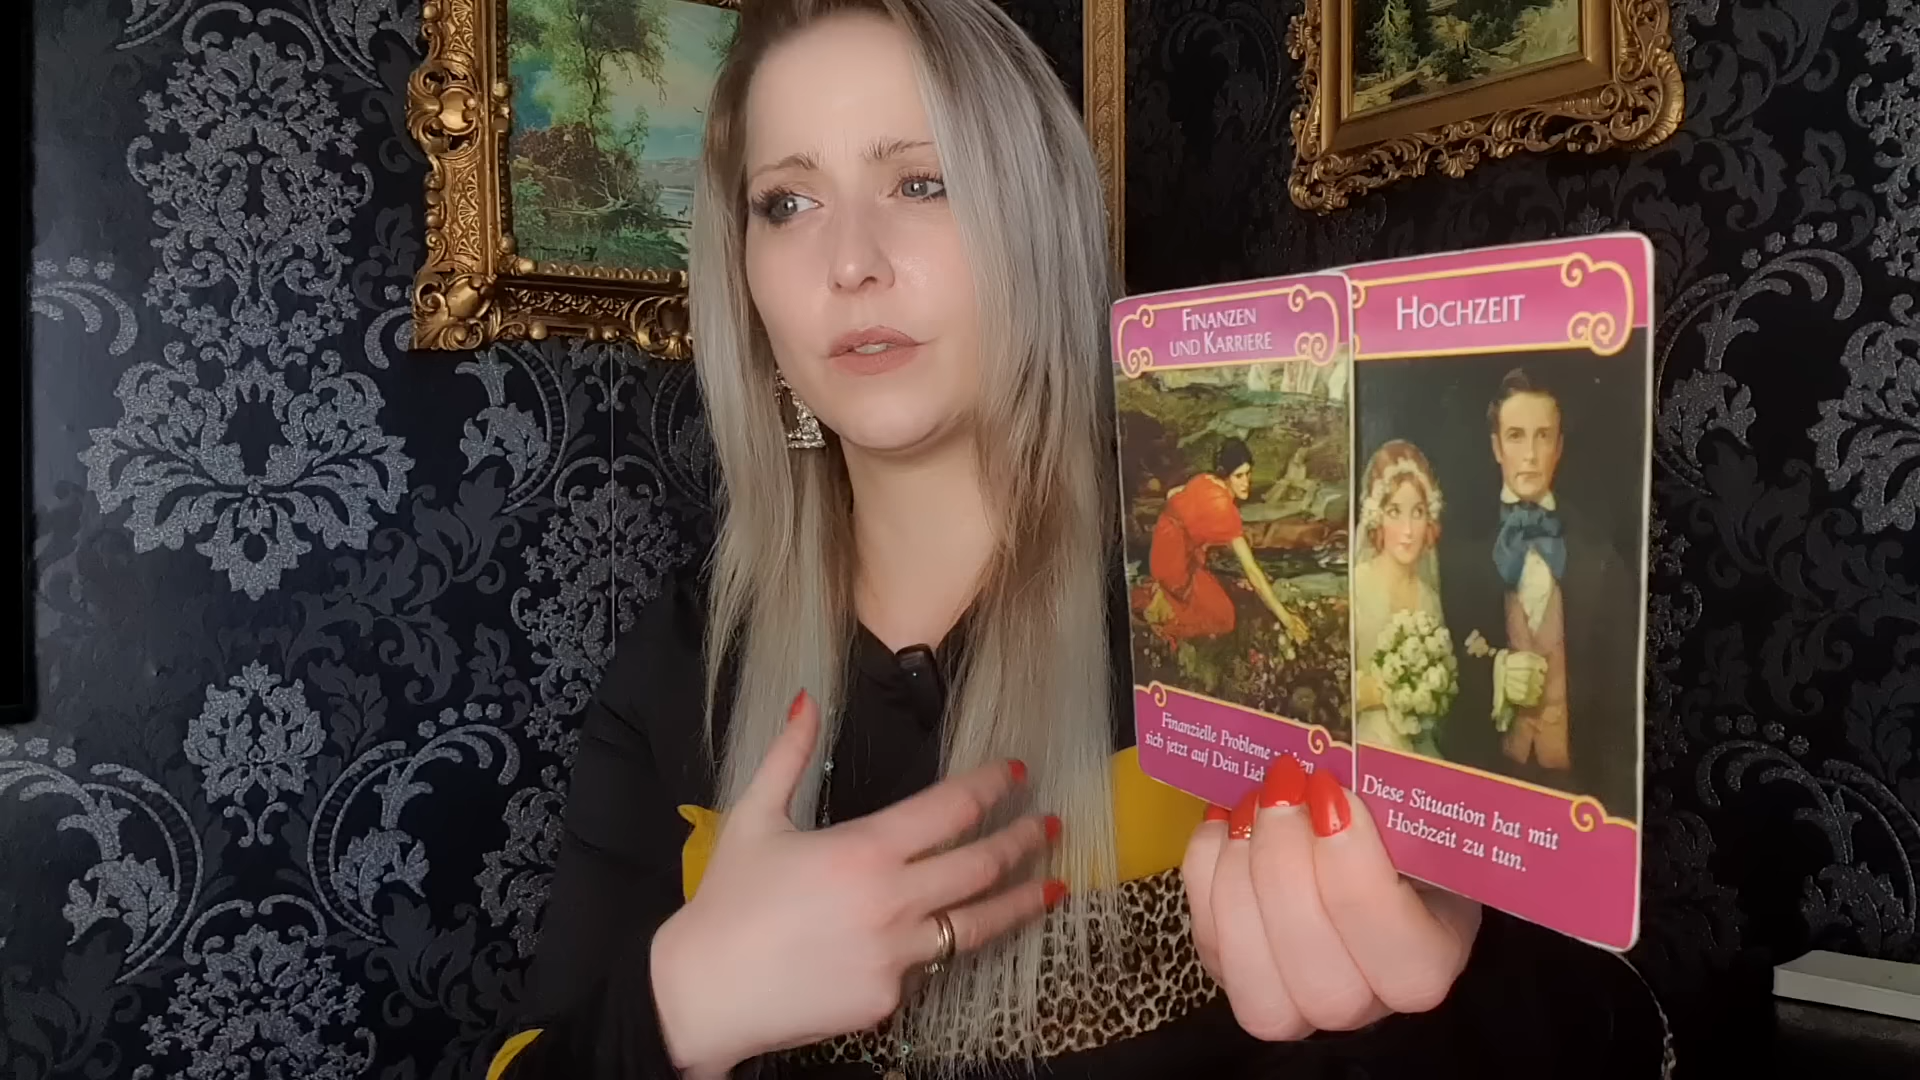 FINANZEN
UND KARRIERE
Finanzielle Probleme
sich jetzt auf Dein
HOCHZEIT
Diese Situation hat mit
Hochzeit zu tun.